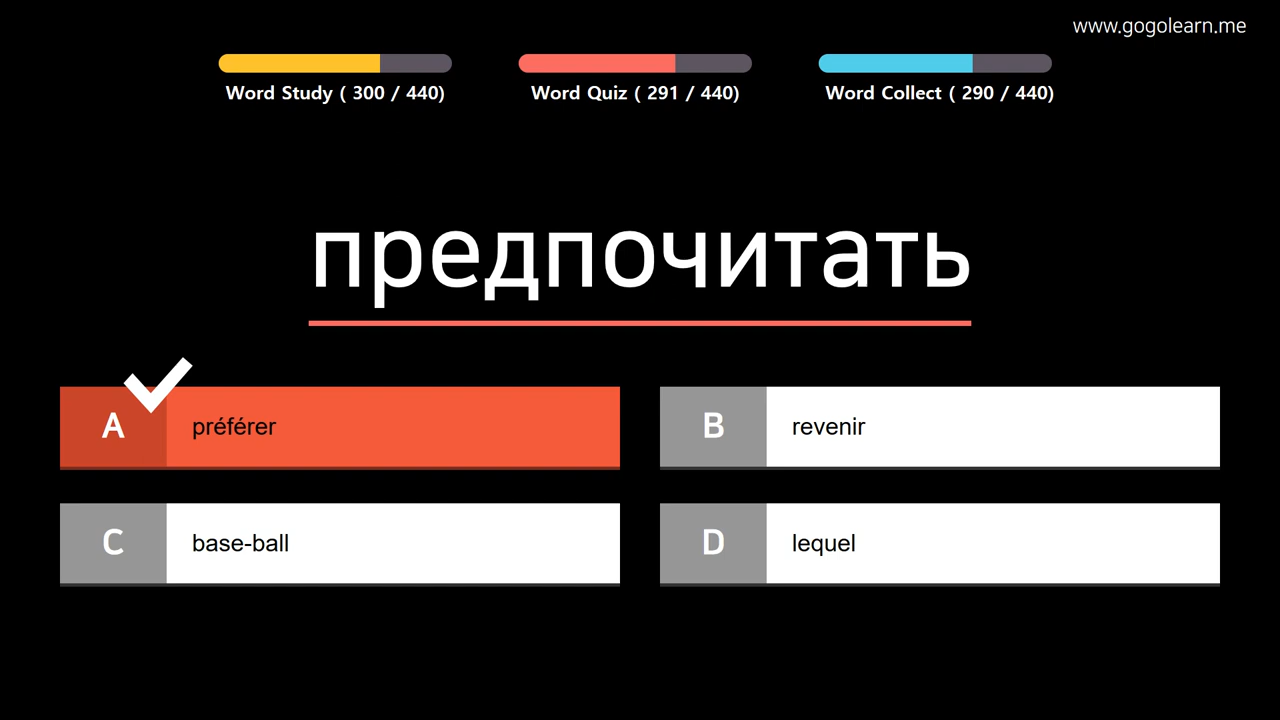 www.gogolearn.me
Word Study ( 300 / 440)
Word Quiz ( 291 / 440)
Word Collect ( 290 / 440)
предпочитать
A préférer
B revenir
C base-ball
D lequel